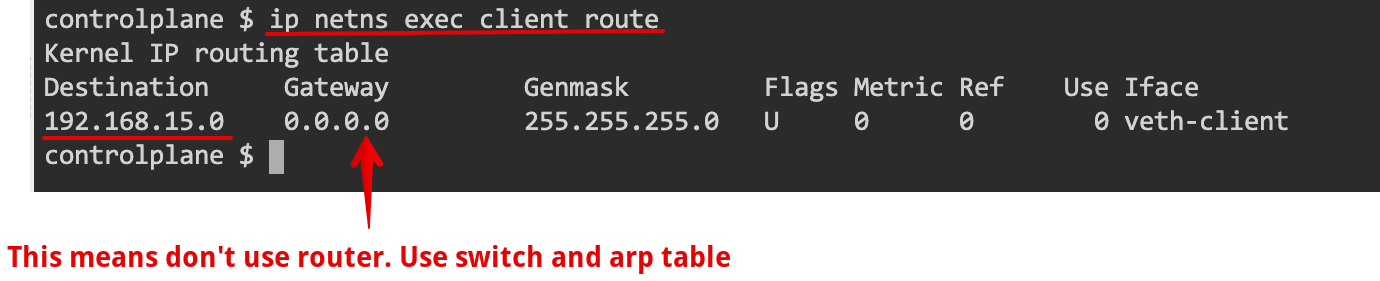 controlplane $ ip netns exec client route
Kernel IP routing table
Destination     Gateway         Genmask         Flags Metric Ref    Use Iface
192.168.15.0    0.0.0.0         255.255.255.0   U     0      0        0 veth-client
controlplane $
This means don't use router. Use switch and arp table